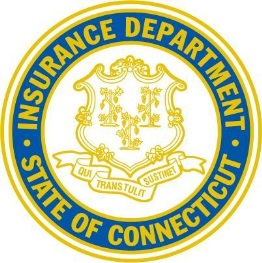 INSURANCE DEPARTMENT
STATE OF CONNECTICUT
QUI
TRANSTULIT
SUSTINET